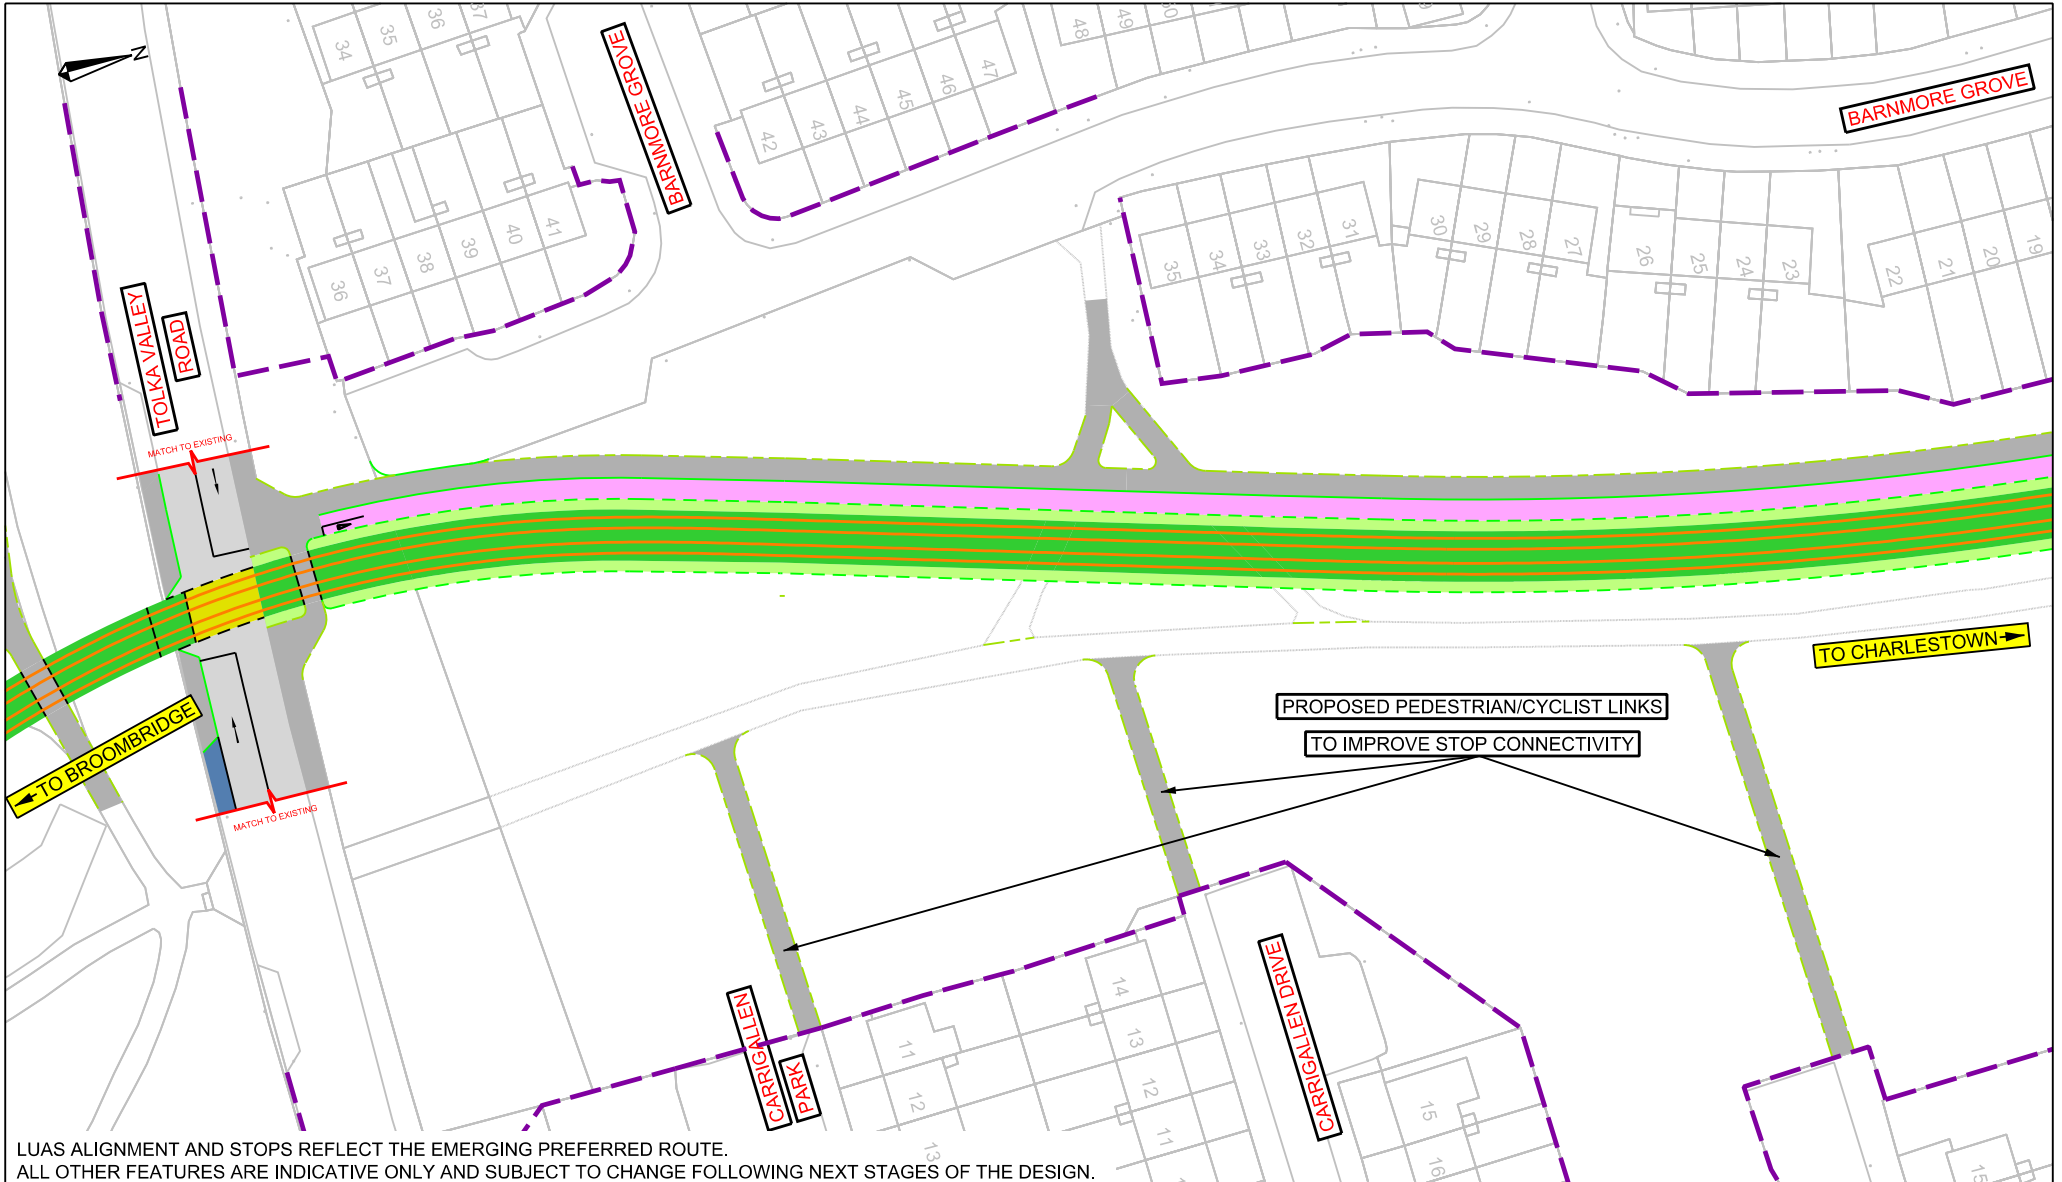 34
35
36
37
48
49
50
N
BARNMORE GROVE
42
43
44
45
46
47
BARNMORE GROVE
36
37
38
39
40
41
35
34
33
32
31
30
29
28
27
26
25
24
23
22
21
20
19
TOLKA VALLEY
ROAD
MATCH TO EXISTING
TO CHARLESTOWN
TO BROOMBRIDGE
PROPOSED PEDESTRIAN/CYCLIST LINKS
TO IMPROVE STOP CONNECTIVITY
MATCH TO EXISTING
CARRIGALLEN
PARK
11
12
13
14
13
12
11
CARRIGALLEN DRIVE
15
16
15
LUAS ALIGNMENT AND STOPS REFLECT THE EMERGING PREFERRED ROUTE.
ALL OTHER FEATURES ARE INDICATIVE ONLY AND SUBJECT TO CHANGE FOLLOWING NEXT STAGES OF THE DESIGN.